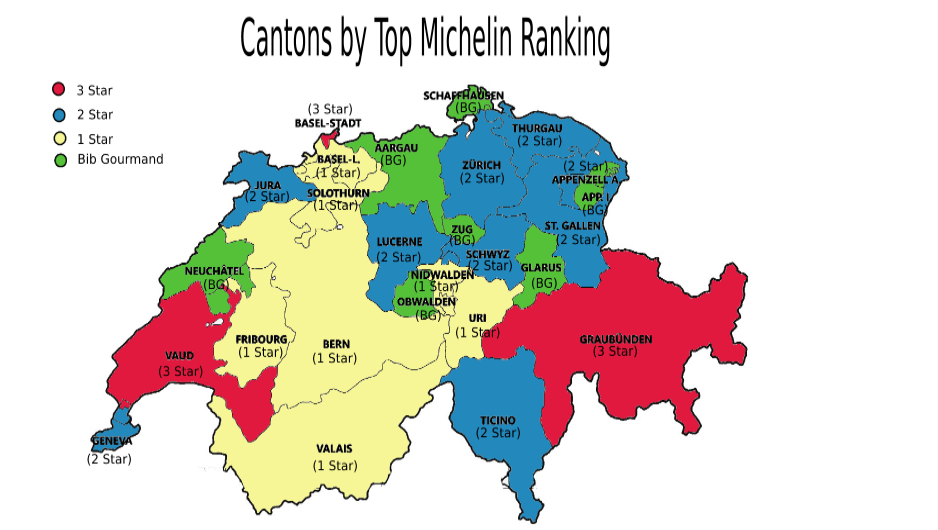 Cantons by Top Michelin Ranking
3 Star
2 Star
1 Star
Bib Gourmand
SCHAFFHAUSEN
(BG)
(3 Star)
BASEL-STADT
THURGAU
(2 Star)
AARGAU
(BG)
BASEL-L.
(1 Star)
ZÜRICH
(2 Star)
(2 Star)
APPENZELL A.
JURA
(2 Star)
SOLOTHURN
(1 Star)
APP. I
(BG)
ZUG
(BG)
ST. GALLEN
(2 Star)
LUCERNE
(2 Star)
SCHWYZ
(2 Star)
NEUCHÂTEL
(BG)
NIDWALDEN
(1 Star)
GLARUS
(BG)
OBWALDEN
(BG)
URI
(1 Star)
FRIBOURG
(1 Star)
BERN
(1 Star)
GRAUBÜNDEN
(3 Star)
VAUD
(3 Star)
TICINO
(2 Star)
GENEVA
(2 Star)
VALAIS
(1 Star)